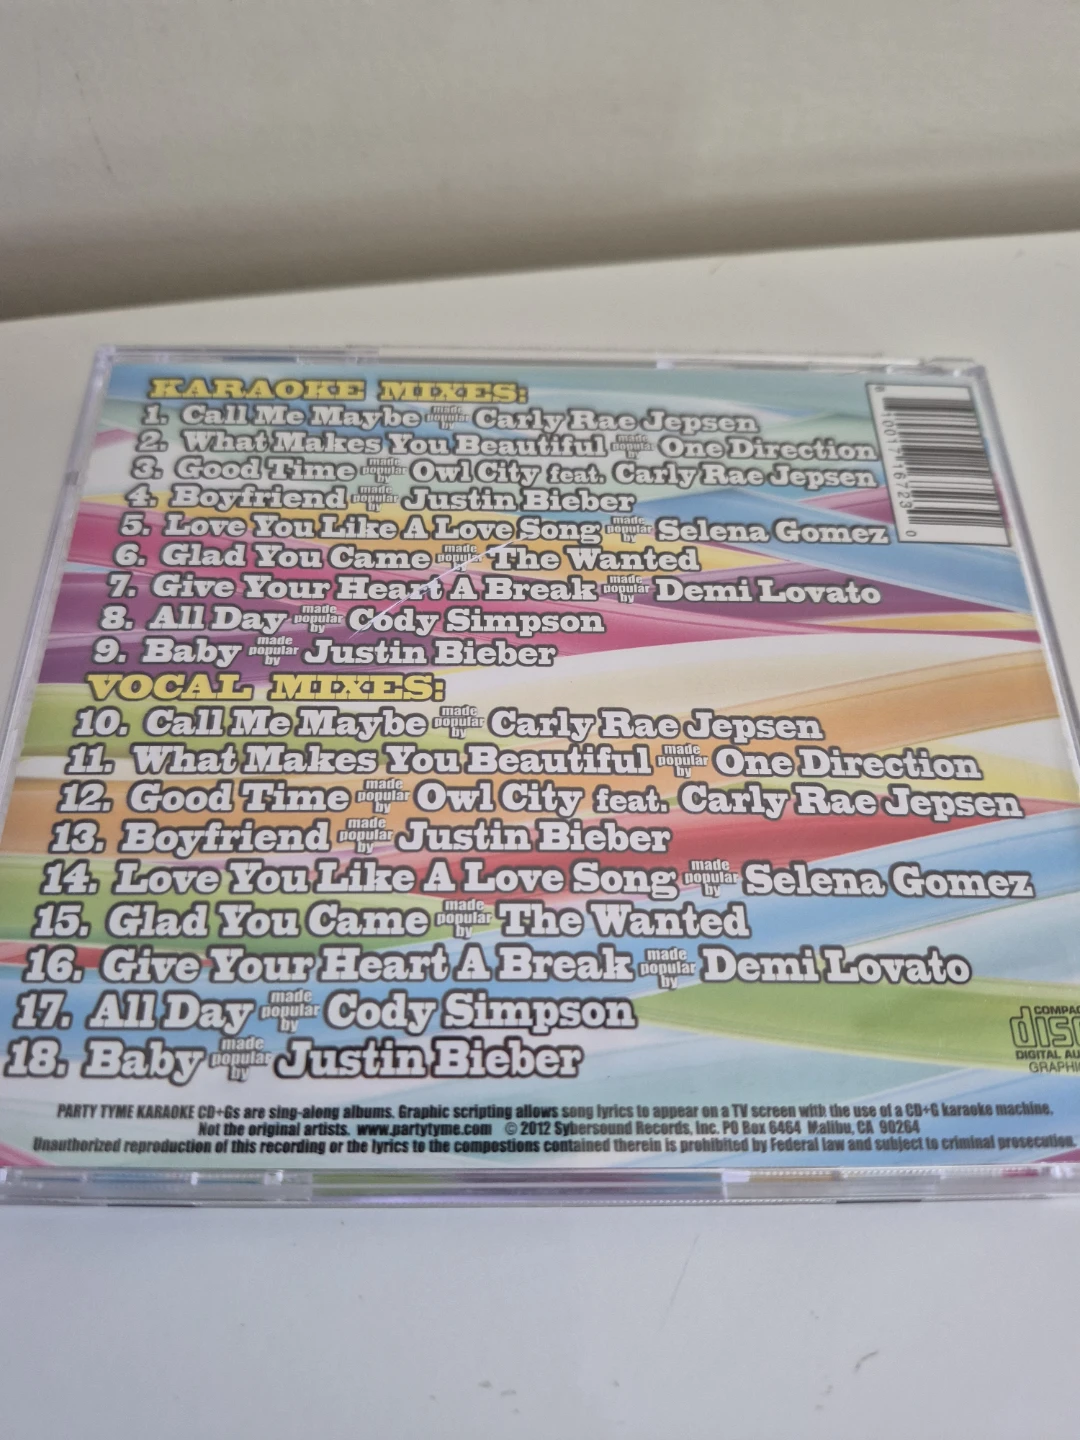 KARAOKE MIXES:
1. Call Me Maybe made popular by Carly Rae Jepsen
2. What Makes You Beautiful made popular by One Direction
3. Good Time made popular by Owl City feat. Carly Rae Jepsen
4. Boyfriend made popular by Justin Bieber
5. Love You Like A Love Song made popular by Selena Gomez
6. Glad You Came made popular by The Wanted
7. Give Your Heart A Break made popular by Demi Lovato
8. All Day made popular by Cody Simpson
9. Baby made popular by Justin Bieber
VOCAL MIXES:
10. Call Me Maybe made popular by Carly Rae Jepsen
11. What Makes You Beautiful made popular by One Direction
12. Good Time made popular by Owl City feat. Carly Rae Jepsen
13. Boyfriend made popular by Justin Bieber
14. Love You Like A Love Song made popular by Selena Gomez
15. Glad You Came made popular by The Wanted
16. Give Your Heart A Break made popular by Demi Lovato
17. All Day made popular by Cody Simpson
18. Baby made popular by Justin Bieber
COMPAC
disc
DIGITAL AU
GRAPHI
PARTY TYME KARAOKE CD+Gs are sing-along albums. Graphic scripting allows song lyrics to appear on a TV screen with the use of a CD+G karaoke machine.
Not the original artists. www.partytyme.com © 2012 Sybersound Records, Inc. PO Box 6464 Malibu, CA 90264
Unauthorized reproduction of this recording or the lyrics to the compostions contained therein is prohibited by Federal law and subject to criminal prosecution.